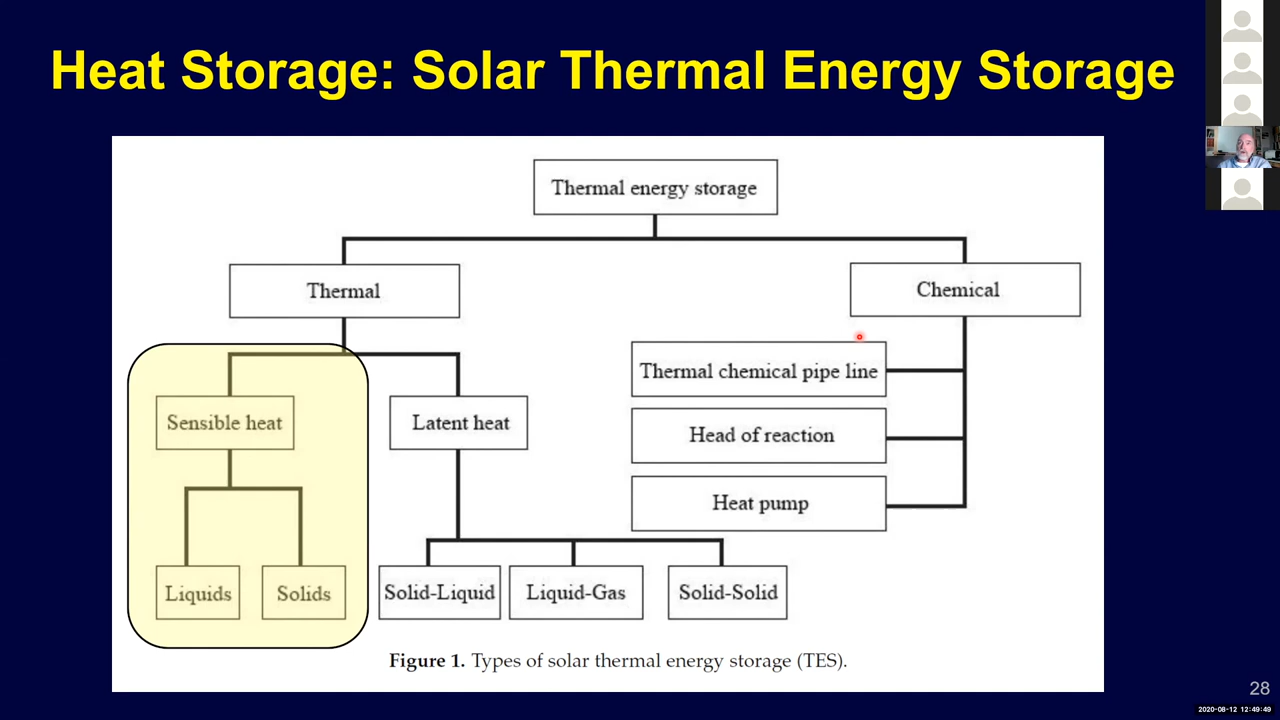 Heat Storage: Solar Thermal Energy Storage
Thermal energy storage
Thermal
Chemical
Thermal chemical pipe line
Sensible heat
Latent heat
Head of reaction
Heat pump
Liquids
Solids
Solid-Liquid
Liquid-Gas
Solid-Solid
Figure 1. Types of solar thermal energy storage (TES).
28
2020-08-12 12:49:49